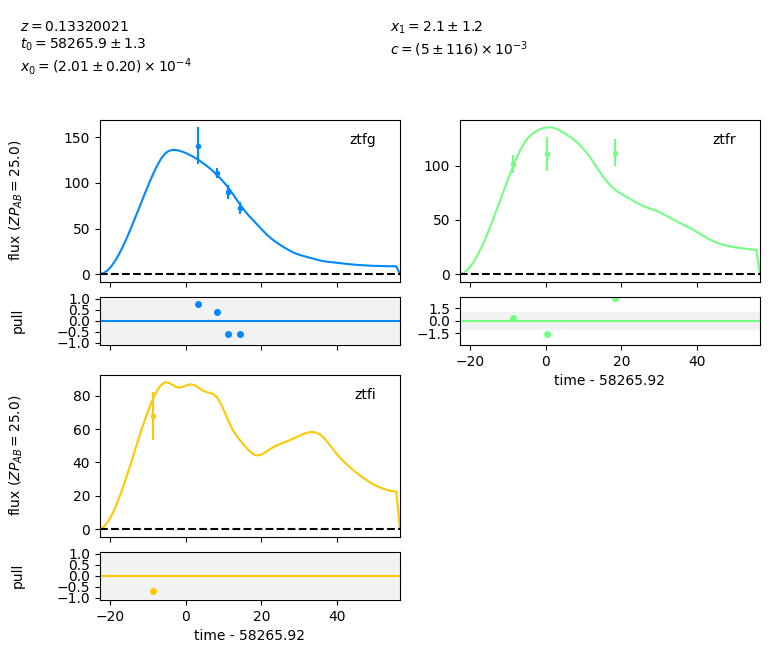 z = 0.13320021
t₀ = 58265.9 ± 1.3
x₀ = (2.01 ± 0.20) × 10⁻⁴
x₁ = 2.1 ± 1.2
c = (5 ± 116) × 10⁻³
ztfg
flux (ZP_AB = 25.0)
150
100
50
0
pull
1.0
0.5
0.0
−0.5
−1.0
ztfr
100
50
0
1.5
0.0
−1.5
−20 0 20 40
time - 58265.92
ztfi
flux (ZP_AB = 25.0)
80
60
40
20
0
pull
1.0
0.5
0.0
−0.5
−1.0
−20 0 20 40
time - 58265.92